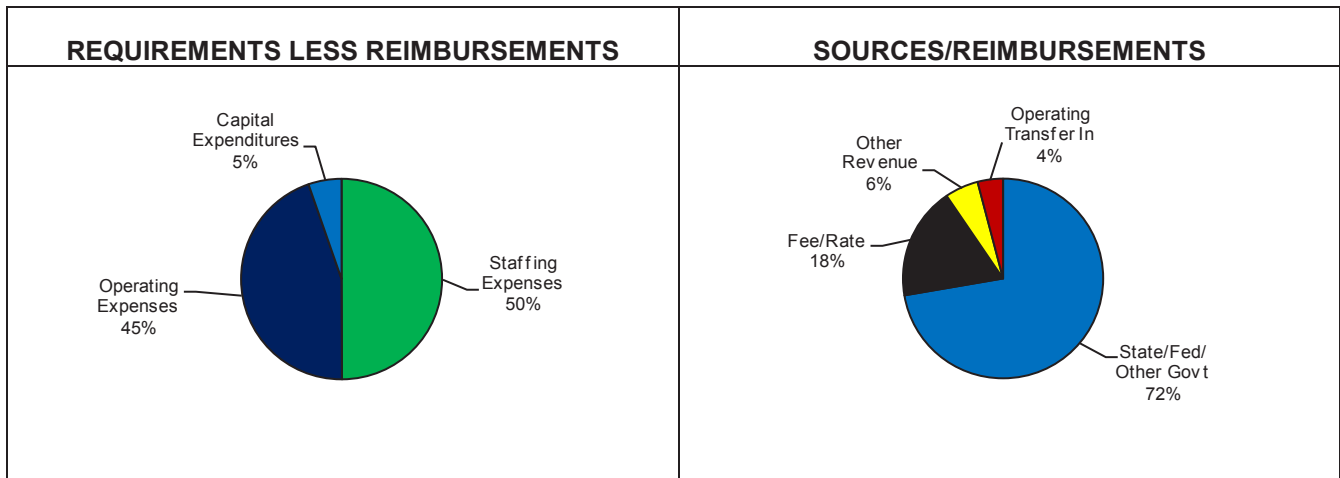 REQUIREMENTS LESS REIMBURSEMENTS
SOURCES/REIMBURSEMENTS
Capital
Expenditures
5%
Operating
Expenses
45%
Staffing
Expenses
50%
Operating
Transfer In
4%
Other
Revenue
6%
Fee/Rate
18%
State/Fed/
Other Govt
72%